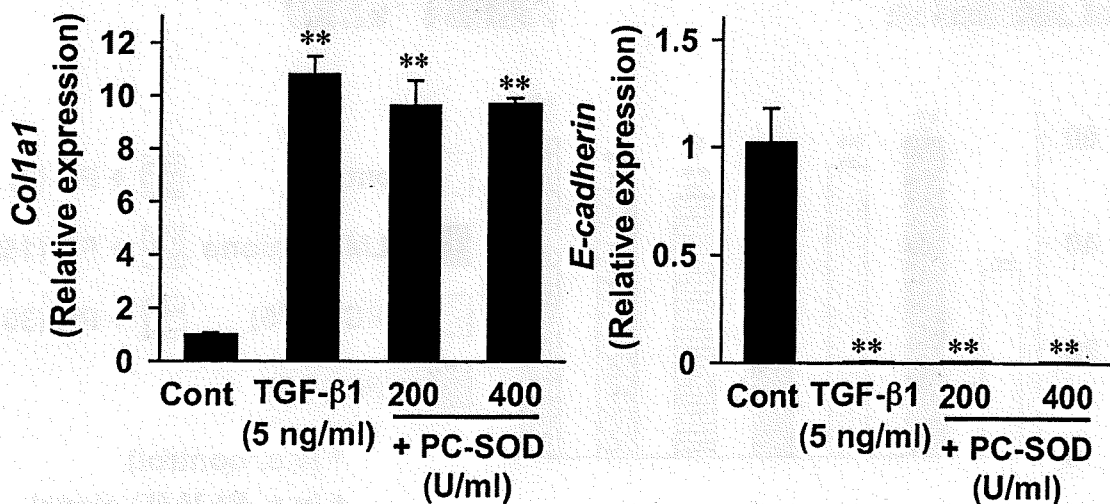 Col1a1
(Relative expression)
12
10
8
6
4
2
0
**
**
**
Cont
TGF-β1
(5 ng/ml)
200
400
+ PC-SOD
(U/ml)
E-cadherin
(Relative expression)
1.5
1
0.5
0
**
**
**
Cont
TGF-β1
(5 ng/ml)
200
400
+ PC-SOD
(U/ml)